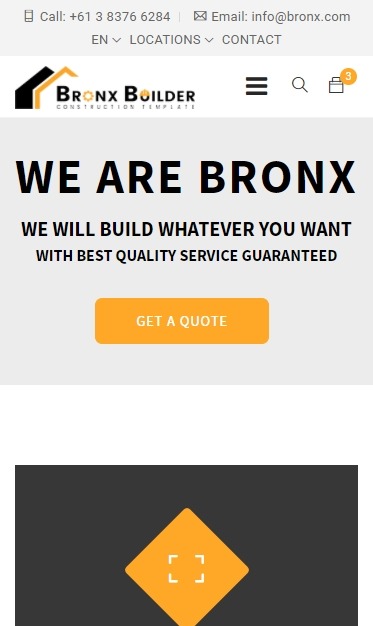 Call: +61 3 8376 6284 | Email: info@bronx.com
EN LOCATIONS CONTACT
BRONX BUILDER
CONSTRUCTION TEMPLATE
3
WE ARE BRONX
WE WILL BUILD WHATEVER YOU WANT
WITH BEST QUALITY SERVICE GUARANTEED
GET A QUOTE